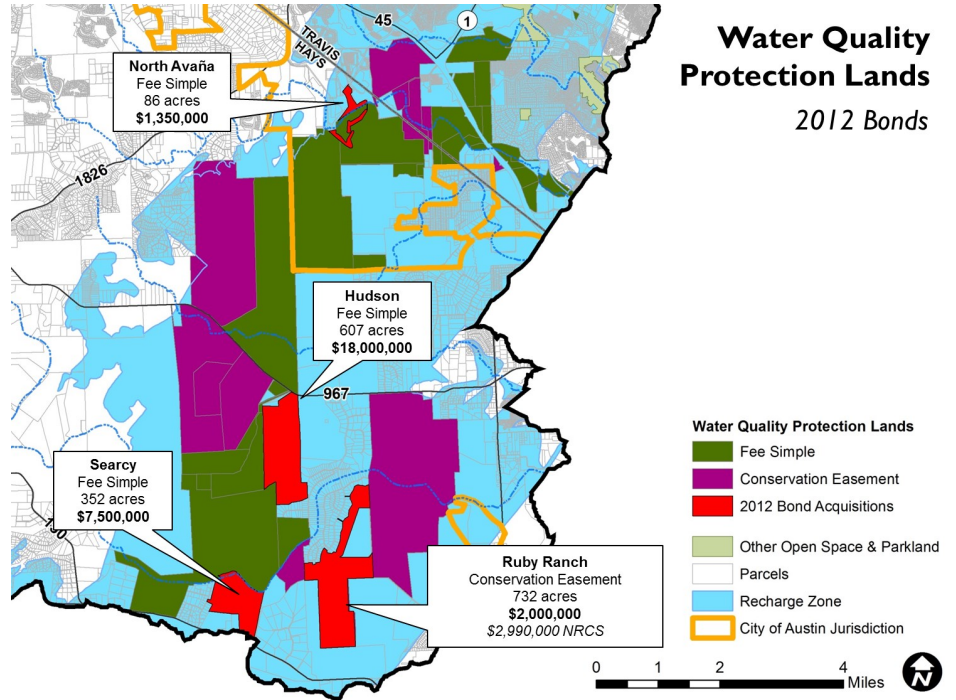 Water Quality
Protection Lands
2012 Bonds
45
1
TRAVIS
HAYS
North Avaña
Fee Simple
86 acres
$1,350,000
1826
Hudson
Fee Simple
607 acres
$18,000,000
967
Searcy
Fee Simple
352 acres
$7,500,000
Ruby Ranch
Conservation Easement
732 acres
$2,000,000
$2,990,000 NRCS
Water Quality Protection Lands
Fee Simple
Conservation Easement
2012 Bond Acquisitions
Other Open Space & Parkland
Parcels
Recharge Zone
City of Austin Jurisdiction
0 1 2 4
Miles
N